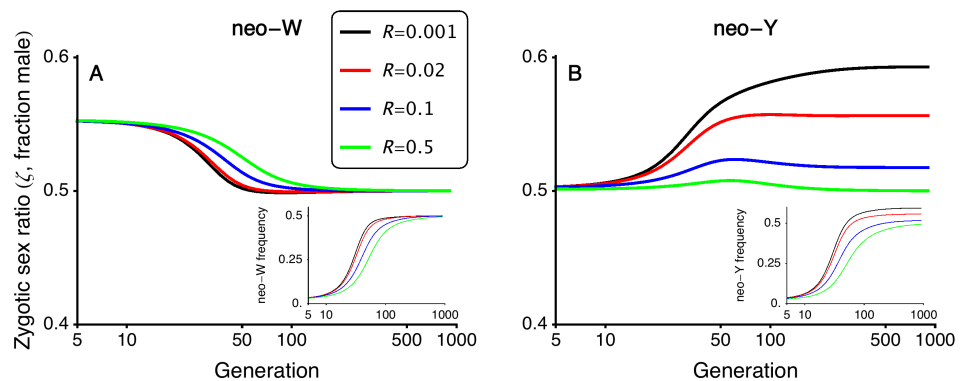 neo−W
neo−Y
R=0.001
R=0.02
R=0.1
R=0.5
Zygotic sex ratio (ζ, fraction male)
A
0.6
0.5
0.4
5 10 50 100 500 1000
Generation
neo−W frequency
0.5
0.25
0.
5 10 100 1000
B
0.6
0.5
0.4
5 10 50 100 500 1000
Generation
neo−Y frequency
0.5
0.25
0.
5 10 100 1000